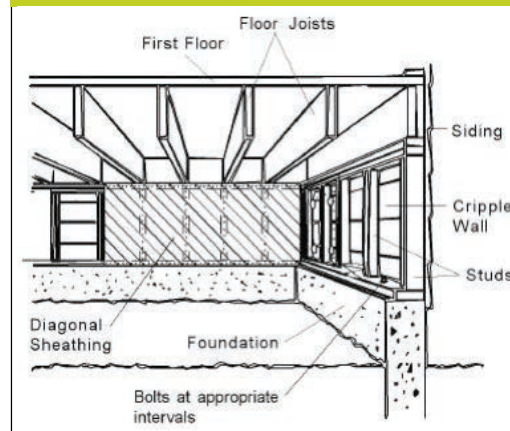 Floor Joists
First Floor
Siding
Cripple
Wall
Studs
Diagonal
Sheathing
Foundation
Bolts at appropriate
intervals